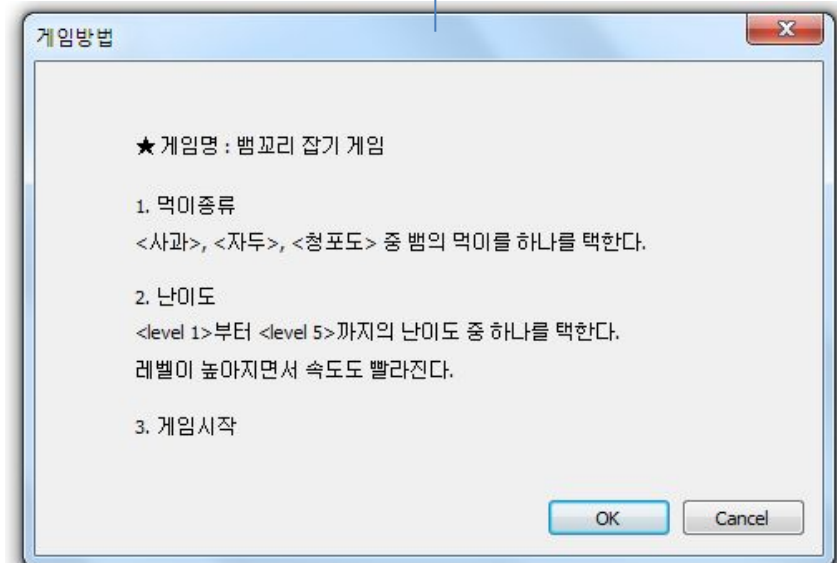 게임방법
★ 게임명 : 뱀꼬리 잡기 게임
1. 먹이종류
<사과>, <자두>, <청포도> 중 뱀의 먹이를 하나를 택한다.
2. 난이도
<level 1>부터 <level 5>까지의 난이도 중 하나를 택한다.
레벨이 높아지면서 속도도 빨라진다.
3. 게임시작
OK Cancel